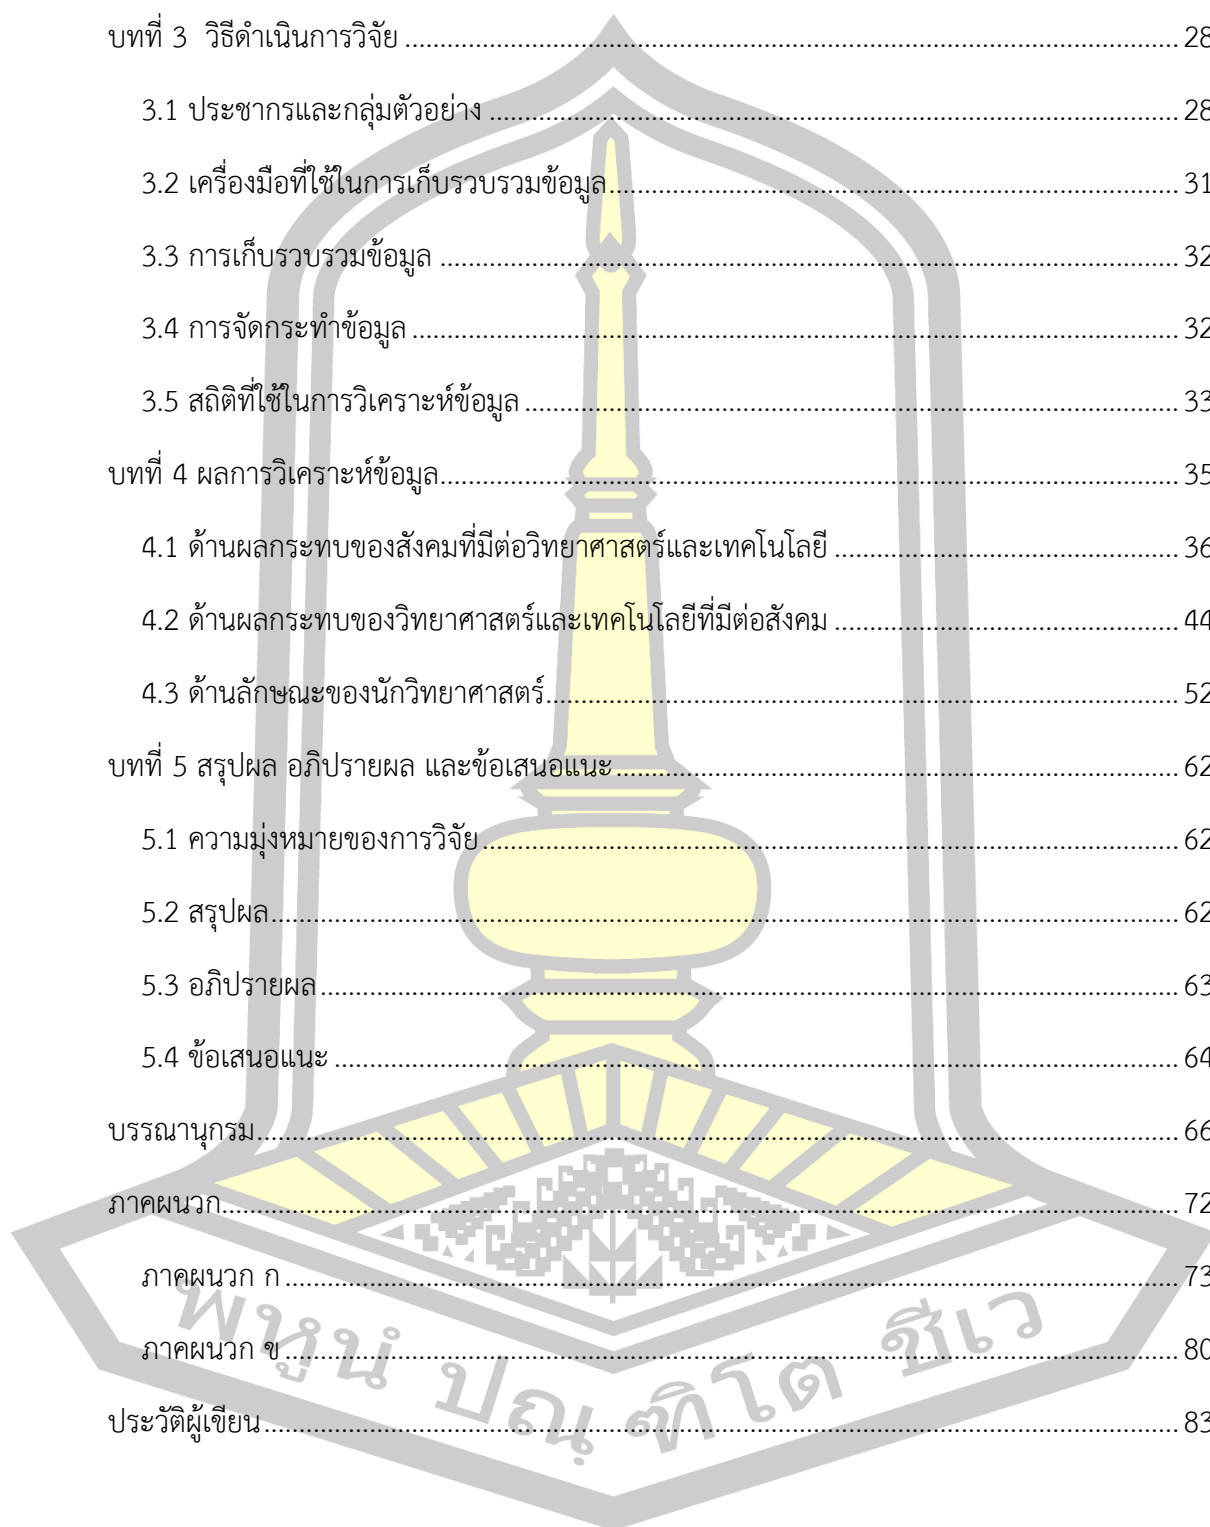 บทที่ 3  วิธีดำเนินการวิจัย ........................................................ 28
3.1 ประชากรและกลุ่มตัวอย่าง ........................................................ 28
3.2 เครื่องมือที่ใช้ในการเก็บรวบรวมข้อมูล........................................................ 31
3.3 การเก็บรวบรวมข้อมูล ........................................................ 32
3.4 การจัดกระทำข้อมูล ........................................................ 32
3.5 สถิติที่ใช้ในการวิเคราะห์ข้อมูล ........................................................ 33
บทที่ 4 ผลการวิเคราะห์ข้อมูล........................................................ 35
4.1 ด้านผลกระทบของสังคมที่มีต่อวิทยาศาสตร์และเทคโนโลยี ........................................................ 36
4.2 ด้านผลกระทบของวิทยาศาสตร์และเทคโนโลยีที่มีต่อสังคม ........................................................ 44
4.3 ด้านลักษณะของนักวิทยาศาสตร์........................................................ 52
บทที่ 5 สรุปผล อภิปรายผล และข้อเสนอแนะ ........................................................ 62
5.1 ความมุ่งหมายของการวิจัย ........................................................ 62
5.2 สรุปผล ........................................................ 62
5.3 อภิปรายผล ........................................................ 63
5.4 ข้อเสนอแนะ ........................................................ 64
บรรณานุกรม........................................................ 66
ภาคผนวก........................................................ 72
ภาคผนวก ก ........................................................ 73
ภาคผนวก ข ........................................................ 80
ประวัติผู้เขียน ........................................................ 83
พหูนํ ปณฺฑิโต ชีเว